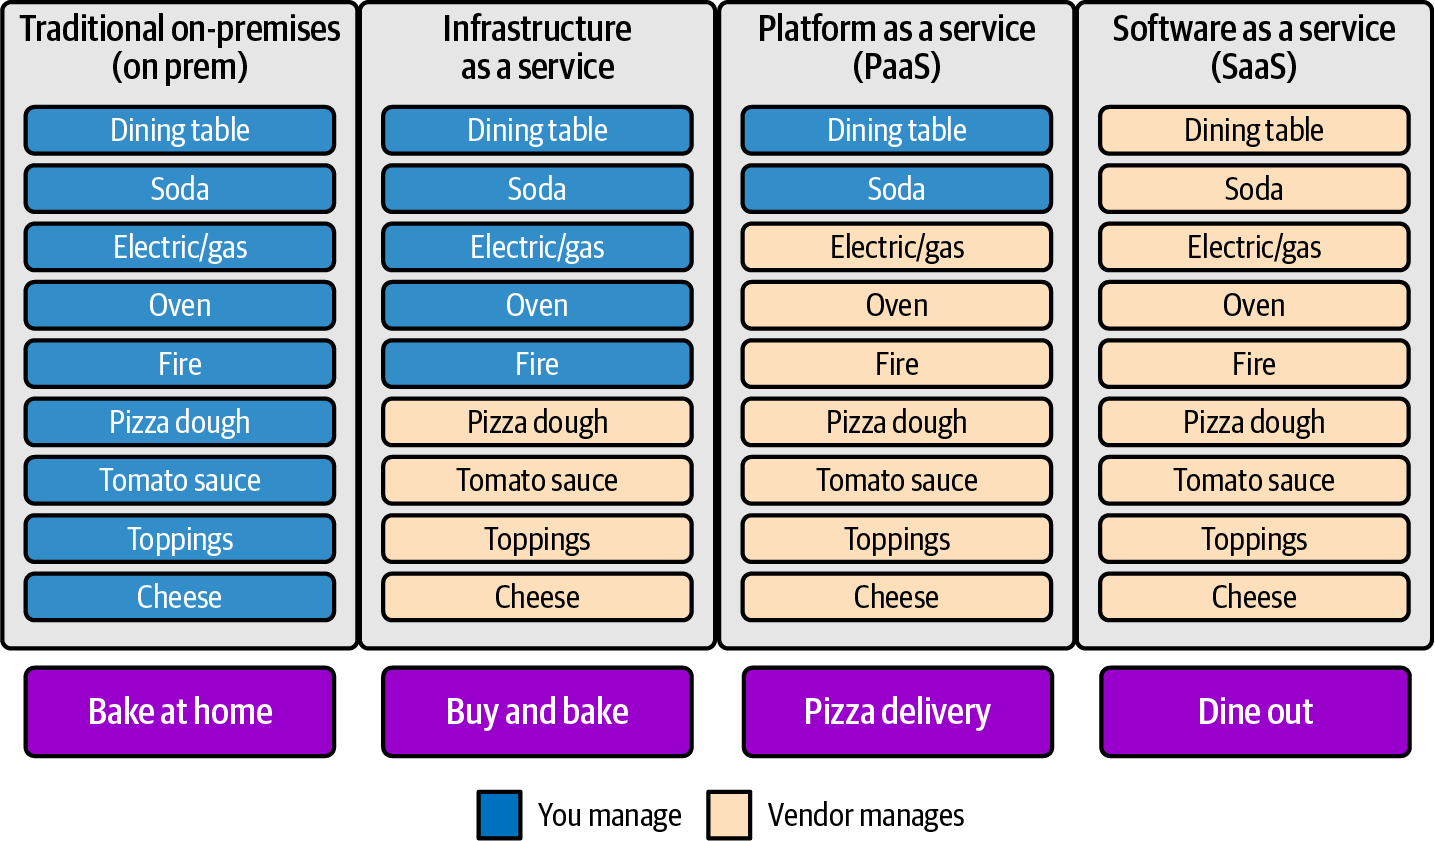 Traditional on-premises
(on prem)
Dining table
Soda
Electric/gas
Oven
Fire
Pizza dough
Tomato sauce
Toppings
Cheese
Bake at home
Infrastructure
as a service
Dining table
Soda
Electric/gas
Oven
Fire
Pizza dough
Tomato sauce
Toppings
Cheese
Buy and bake
Platform as a service
(PaaS)
Dining table
Soda
Electric/gas
Oven
Fire
Pizza dough
Tomato sauce
Toppings
Cheese
Pizza delivery
Software as a service
(SaaS)
Dining table
Soda
Electric/gas
Oven
Fire
Pizza dough
Tomato sauce
Toppings
Cheese
Dine out
You manage
Vendor manages